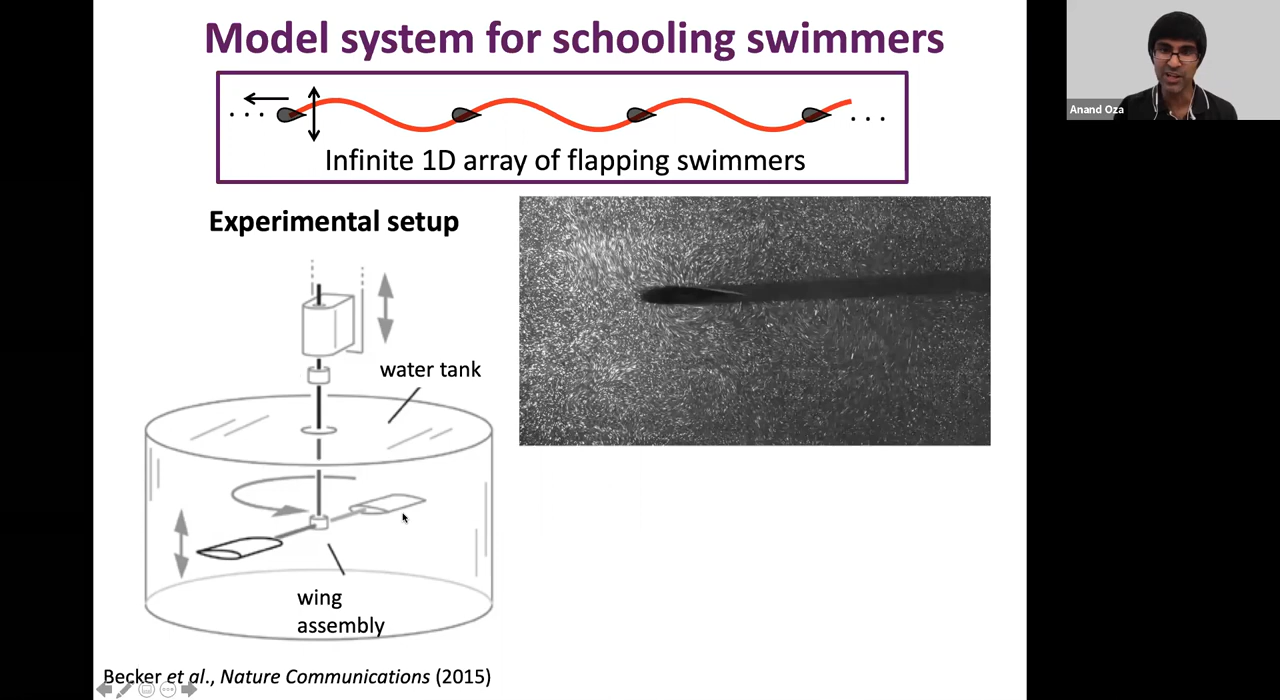 Model system for schooling swimmers
Infinite 1D array of flapping swimmers
Experimental setup
water tank
wing
assembly
Becker et al., Nature Communications (2015)
Anand Oza